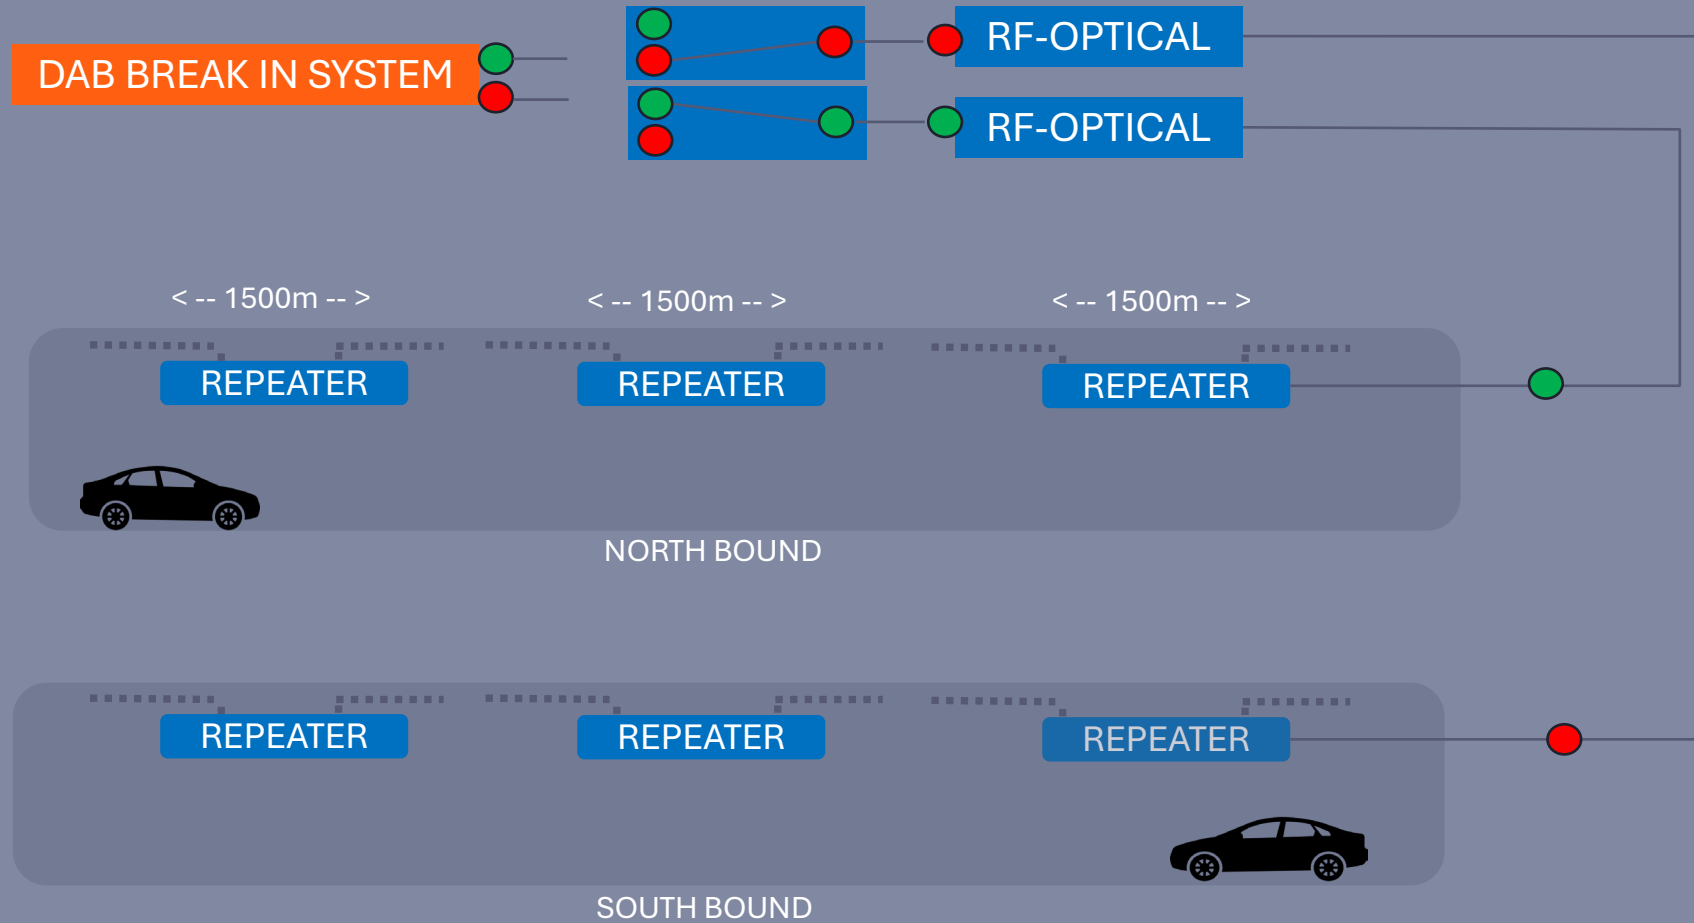 RF-OPTICAL
DAB BREAK IN SYSTEM
RF-OPTICAL
< -- 1500m -- >
< -- 1500m -- >
< -- 1500m -- >
REPEATER
REPEATER
REPEATER
NORTH BOUND
REPEATER
REPEATER
REPEATER
SOUTH BOUND